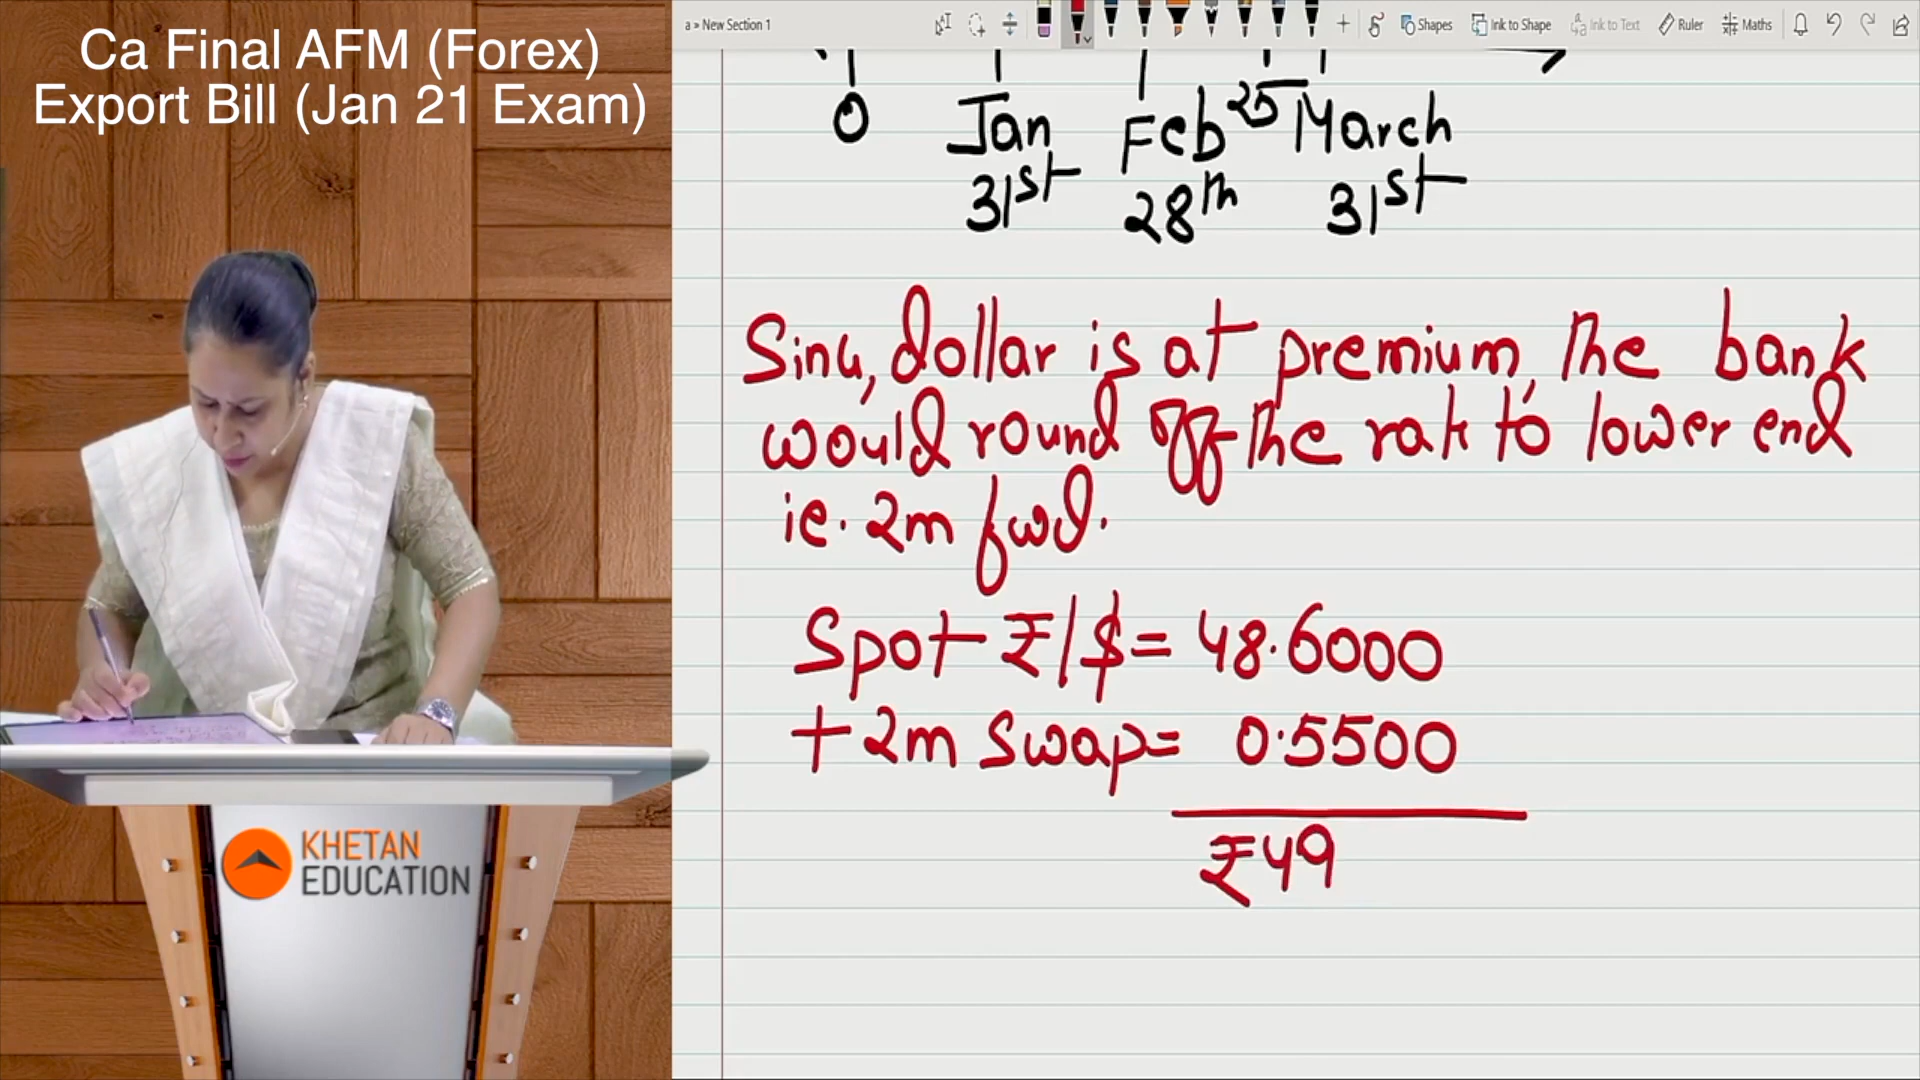 Ca Final AFM (Forex)
Export Bill (Jan 21 Exam)
a » New Section 1
Shapes
Ink to Shape
Ink to Text
Ruler
Maths
0 Jan Feb 25 March
31st 28th 31st
Since, dollar is at premium, the bank
would round off the rate to lower end
ie. 2m fwd.
Spot ₹/$ = 48.6000
+ 2m swap = 0.5500
₹49
KHETAN
EDUCATION